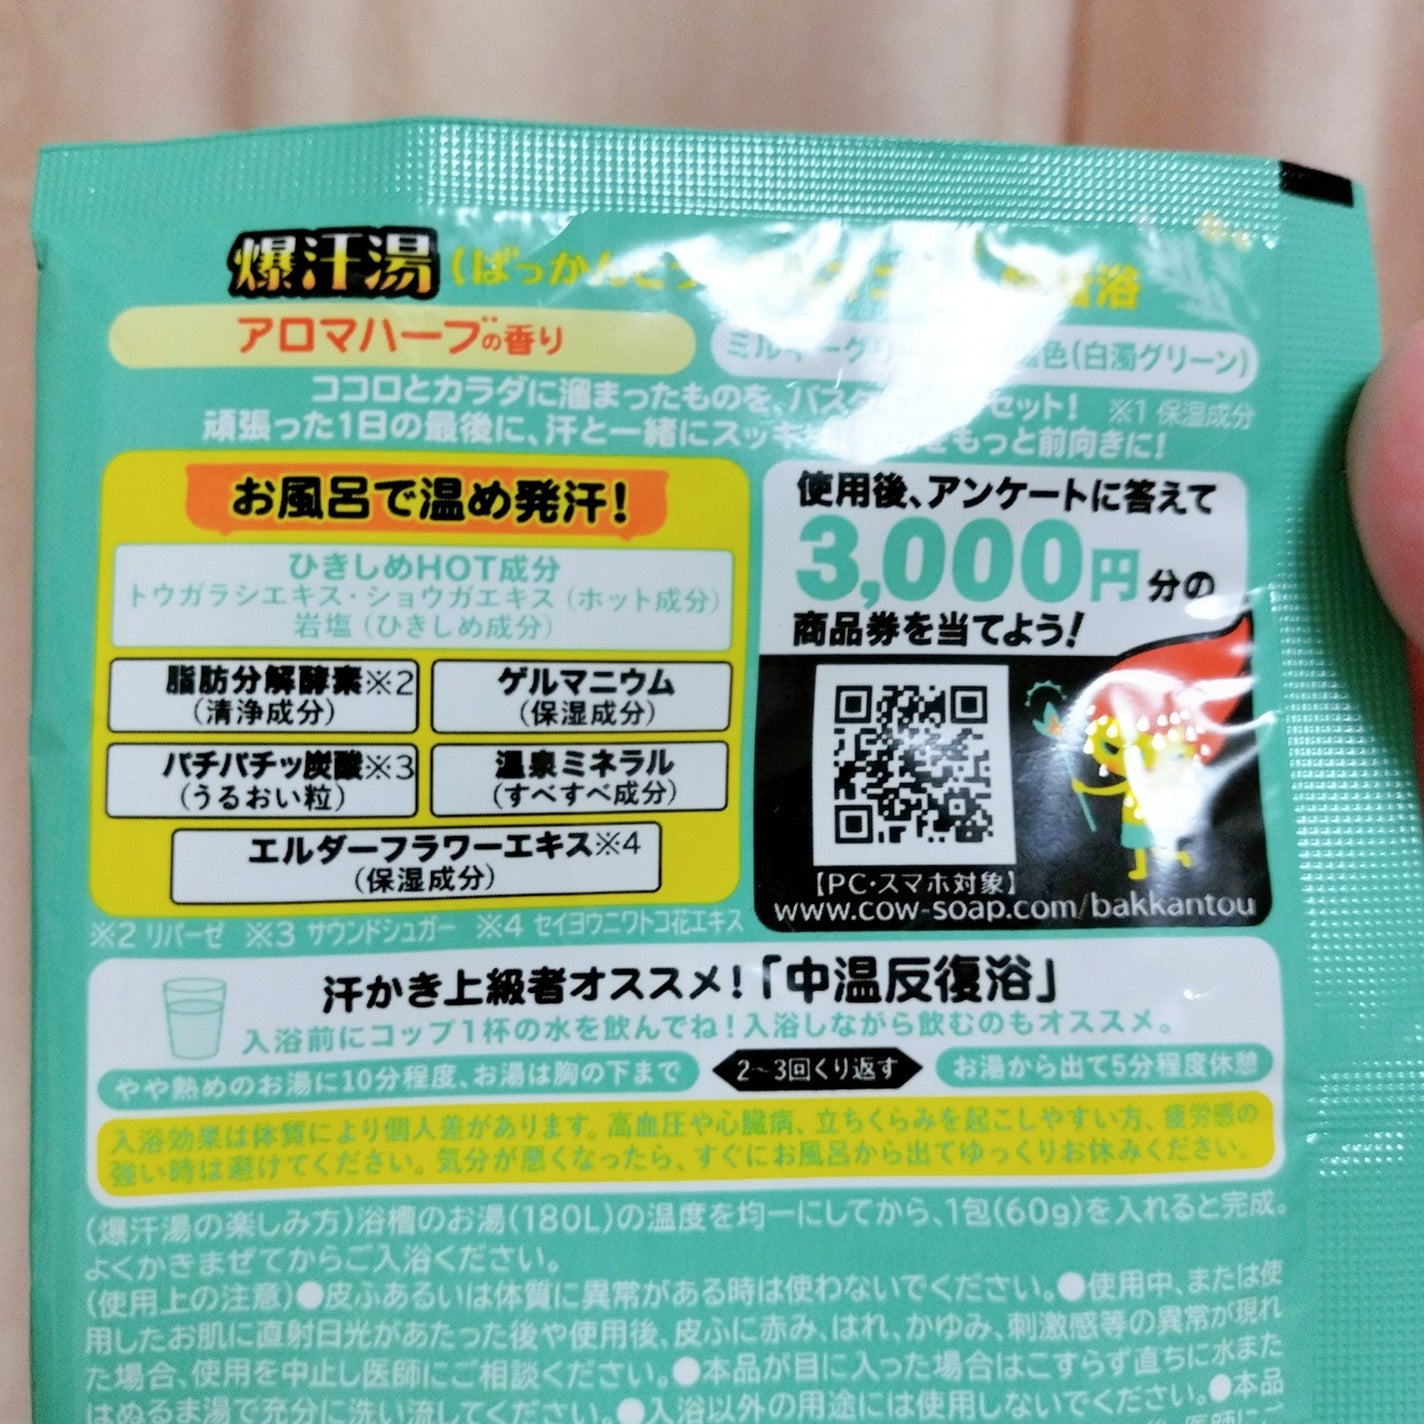 爆汗湯(ばっかんとう
浴
アロマハーブの香り
ミルキーグリ
色(白濁グリーン)
ココロとカラダに溜まったものを、バスタ
セット! ※1 保湿成分
頑張った1日の最後に、汗と一緒にスッキ
をもっと前向きに!
お風呂で温め発汗!
ひきしめHOT成分
トウガラシエキス・ショウガエキス(ホット成分)
岩塩(ひきしめ成分)
脂肪分解酵素※2
(清浄成分)
ゲルマニウム
(保湿成分)
パチパチッ炭酸※3
(うるおい粒)
温泉ミネラル
(すべすべ成分)
エルダーフラワーエキス※4
(保湿成分)
※2 リパーゼ ※3 サウンドシュガー ※4 セイヨウニワトコ花エキス
使用後、アンケートに答えて
3,000円分の
商品券を当てよう!
【PC・スマホ対象】
www.cow-soap.com/bakkantou
汗かき上級者オススメ!「中温反復浴」
入浴前にコップ1杯の水を飲んでね!入浴しながら飲むのもオススメ。
やや熱めのお湯に10分程度、お湯は胸の下まで
2〜3回くり返す
お湯から出て5分程度休憩
入浴効果は体質により個人差があります。高血圧や心臓病、立ちくらみを起こしやすい方、疲労感の
強い時は避けてください。気分が悪くなったら、すぐにお風呂から出てゆっくりお休みください。
(爆汗湯の楽しみ方)浴槽のお湯(180L)の温度を均一にしてから、1包(60g)を入れると完成。
よくかきまぜてからご入浴ください。
(使用上の注意)●皮ふあるいは体質に異常がある時は使わないでください。●使用中、または使
用したお肌に直射日光があたった後や使用後、皮ふに赤み、はれ、かゆみ、刺激感等の異常が現れ
た場合、使用を中止し医師にご相談ください。●本品が目に入った場合はこすらず直ちに水また
はぬるま湯で充分に洗い流してください。●入浴以外の用途には使用しないでください。●本品